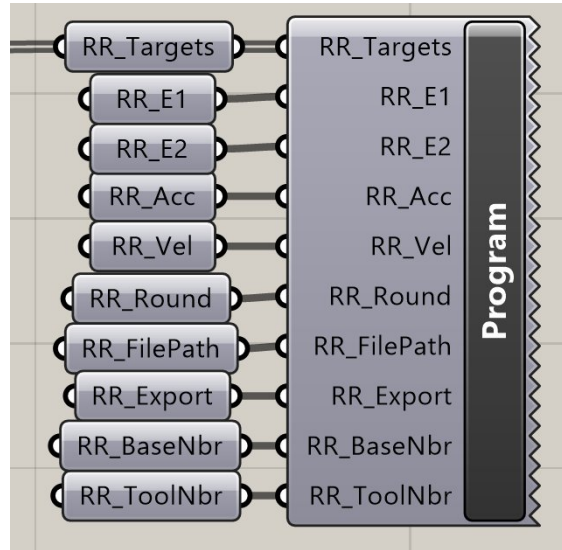 RR_Targets RR_Targets
RR_E1 RR_E1
RR_E2 RR_E2
RR_Acc RR_Acc
RR_Vel RR_Vel
RR_Round RR_Round
RR_FilePath RR_FilePath
RR_Export RR_Export
RR_BaseNbr RR_BaseNbr
RR_ToolNbr RR_ToolNbr
Program